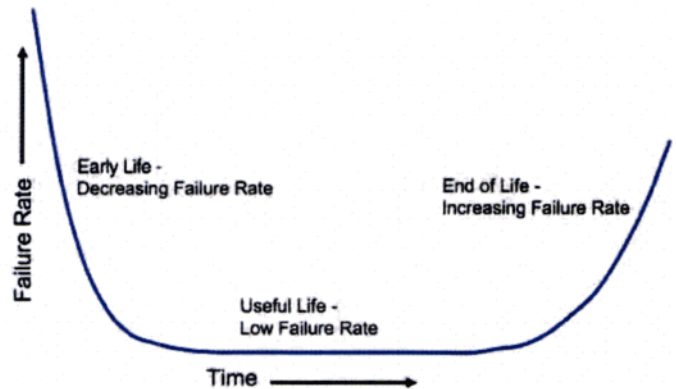 Failure Rate
Early Life -
Decreasing Failure Rate
End of Life -
Increasing Failure Rate
Useful Life -
Low Failure Rate
Time